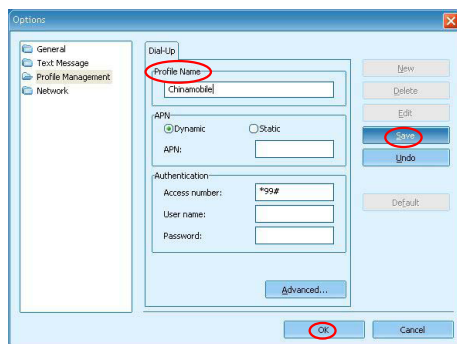 Options
General
Text Message
Profile Management
Network
Dial-Up
Profile Name
Chinamobile
APN
Dynamic
Static
APN:
Authentication
Access number:
*99#
User name:
Password:
Advanced...
New
Delete
Edit
Save
Undo
Default
OK
Cancel